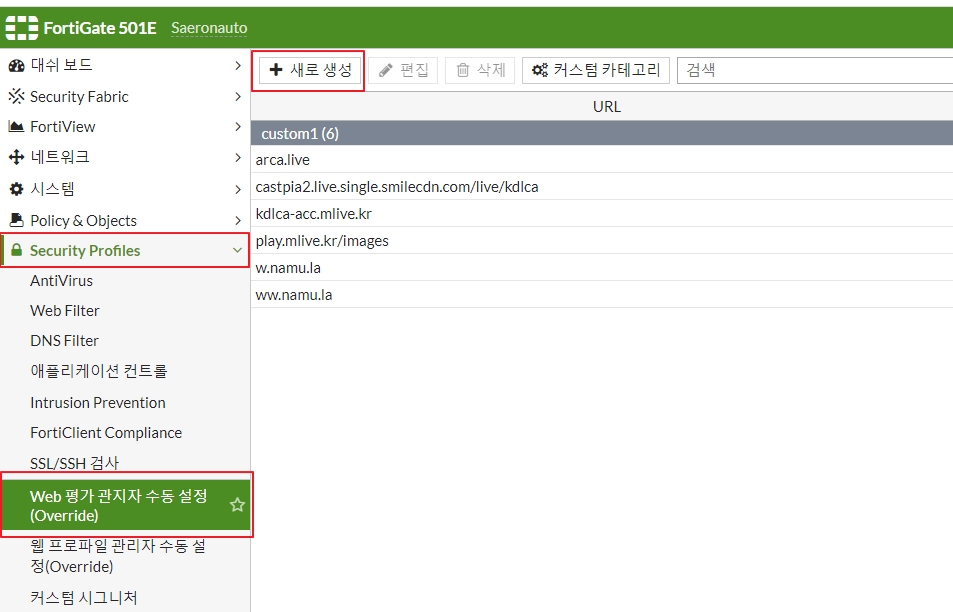 FortiGate 501E Saeronauto
대쉬 보드
Security Fabric
FortiView
네트워크
시스템
Policy & Objects
Security Profiles
AntiVirus
Web Filter
DNS Filter
애플리케이션 컨트롤
Intrusion Prevention
FortiClient Compliance
SSL/SSH 검사
Web 평가 관지자 수동 설정
(Override)
웹 프로파일 관리자 수동 설
정(Override)
커스텀 시그니처
새로 생성 편집 삭제 커스텀 카테고리 검색
URL
custom1 (6)
arca.live
castpia2.live.single.smilecdn.com/live/kdlca
kdlca-acc.mlive.kr
play.mlive.kr/images
w.namu.la
ww.namu.la